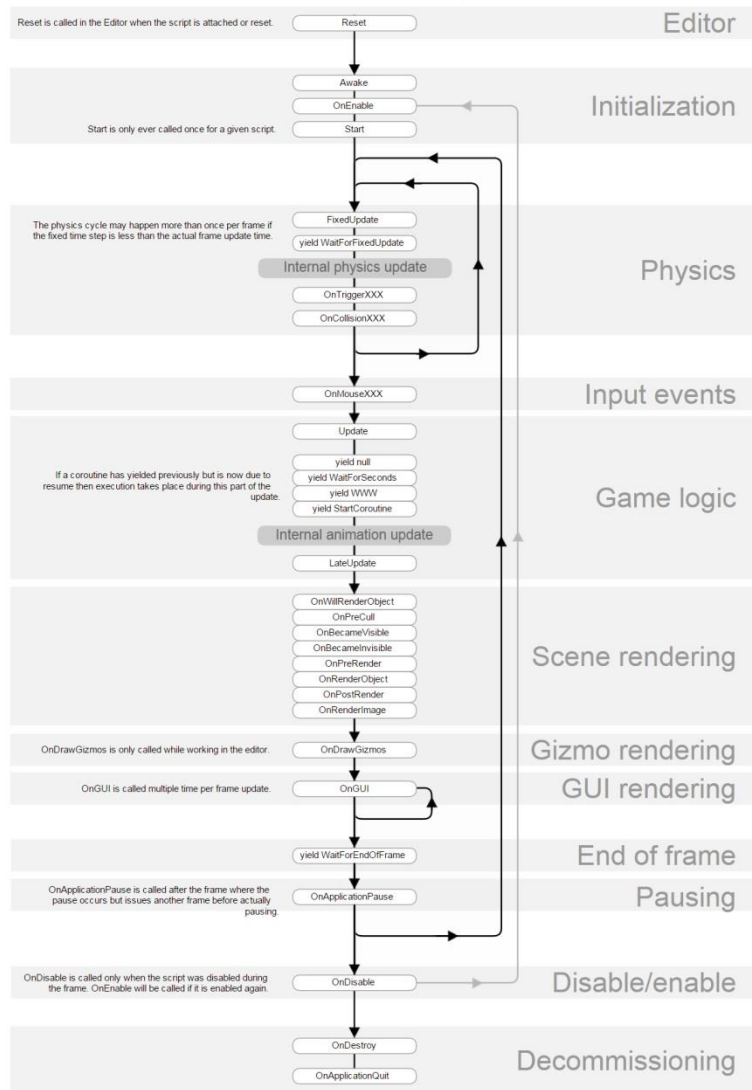 Reset is called in the Editor when the script is attached or reset.
Reset
Editor
Awake
OnEnable
Initialization
Start is only ever called once for a given script.
Start
The physics cycle may happen more than once per frame if
the fixed time step is less than the actual frame update time.
FixedUpdate
yield WaitForFixedUpdate
Internal physics update
Physics
OnTriggerXXX
OnCollisionXXX
OnMouseXXX
Input events
Update
If a coroutine has yielded previously but is now due to
resume then execution takes place during this part of the
update.
yield null
yield WaitForSeconds
yield WWW
yield StartCoroutine
Game logic
Internal animation update
LateUpdate
OnWillRenderObject
OnPreCull
OnBecameVisible
OnBecameInvisible
OnPreRender
OnRenderObject
OnPostRender
OnRenderImage
Scene rendering
OnDrawGizmos is only called while working in the editor.
OnDrawGizmos
Gizmo rendering
OnGUI is called multiple time per frame update.
OnGUI
GUI rendering
yield WaitForEndOfFrame
End of frame
OnApplicationPause is called after the frame where the
pause occurs but issues another frame before actually
pausing.
OnApplicationPause
Pausing
OnDisable is called only when the script was disabled during
the frame. OnEnable will be called if it is enabled again.
OnDisable
Disable/enable
OnDestroy
OnApplicationQuit
Decommissioning